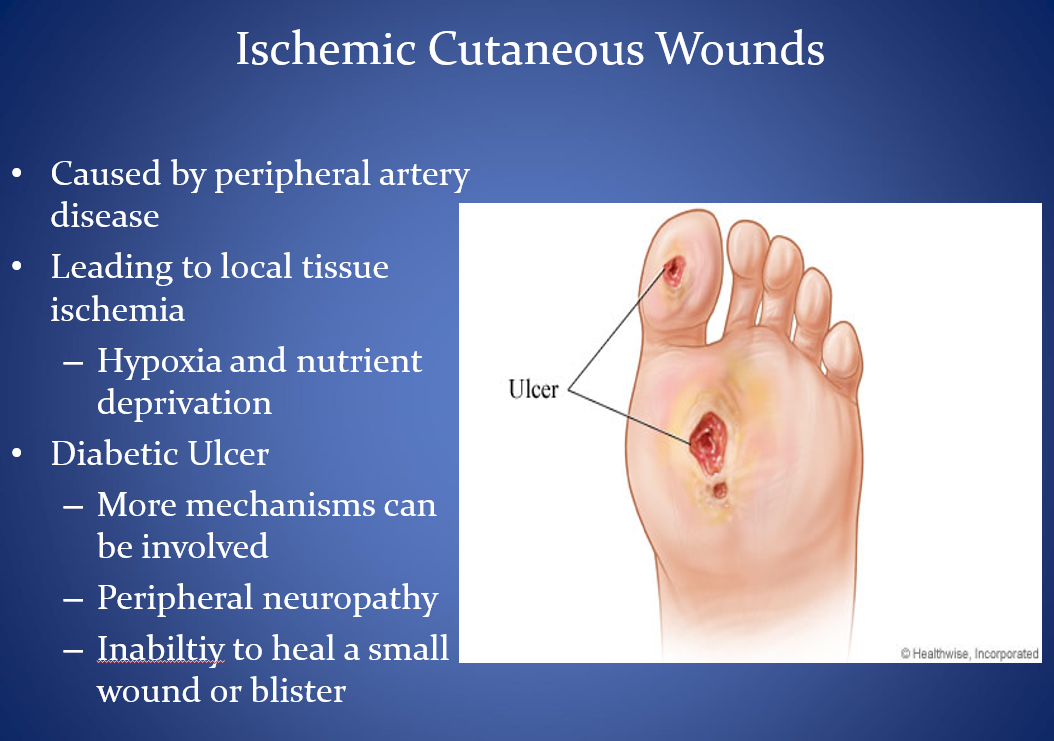 Ischemic Cutaneous Wounds
• Caused by peripheral artery
disease
• Leading to local tissue
ischemia
– Hypoxia and nutrient
deprivation
• Diabetic Ulcer
– More mechanisms can
be involved
– Peripheral neuropathy
– Inabiltiy to heal a small
wound or blister
Ulcer
© Healthwise, Incorporated